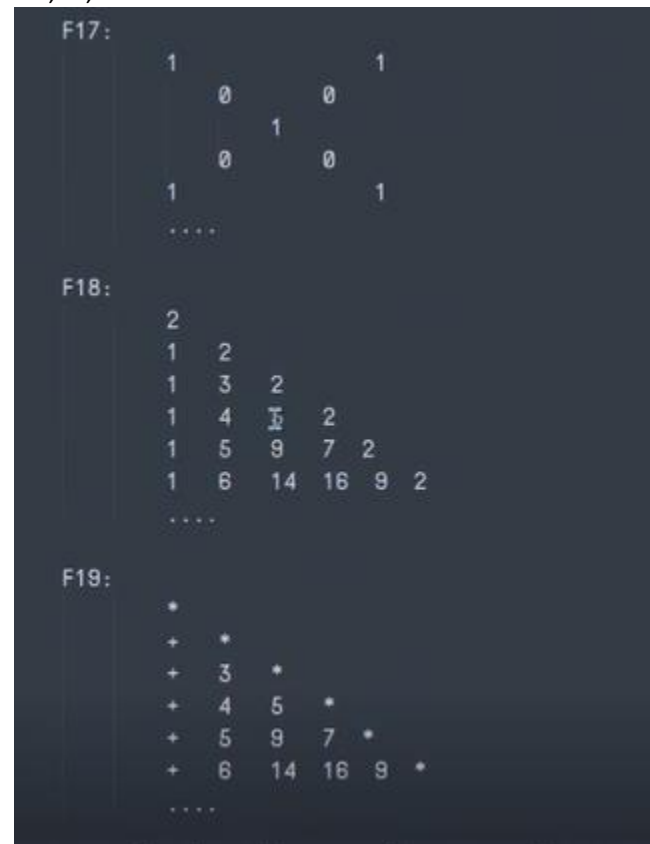 F17:
1 1
0 0
1
0 0
1 1
....
F18:
2
1 2
1 3 2
1 4 5 2
1 5 9 7 2
1 6 14 16 9 2
....
F19:
*
+ *
+ 3 *
+ 4 5 *
+ 5 9 7 *
+ 6 14 16 9 *
....